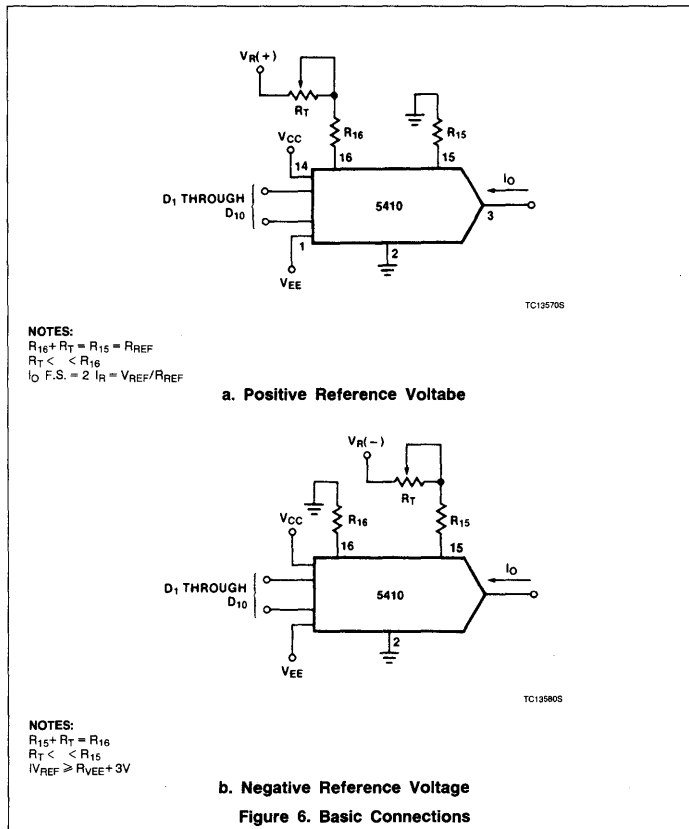 VR(+)
RT
R16
R15
VCC
14
16
15
IO
D1 THROUGH
D10
5410
3
1
2
VEE
TC13570S
NOTES:
R16 + RT = R15 = RREF
RT < < R16
IO F.S. = 2 IR = VREF/RREF
a. Positive Reference Voltabe
VR(−)
RT
R16
R15
VCC
16
15
IO
D1 THROUGH
D10
5410
2
VEE
TC13580S
NOTES:
R15 + RT = R16
RT < < R15
IVREF ⩾ RVEE + 3V
b. Negative Reference Voltage
Figure 6. Basic Connections